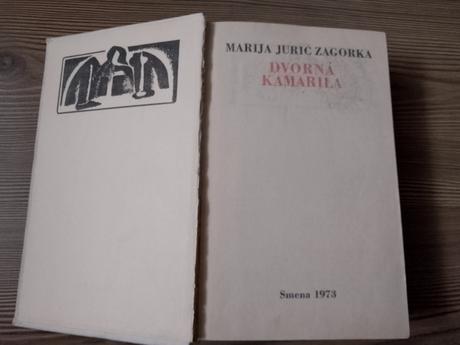 MARIJA JURIĆ ZAGORKA
DVORNÁ
KAMARILA
Smena 1973